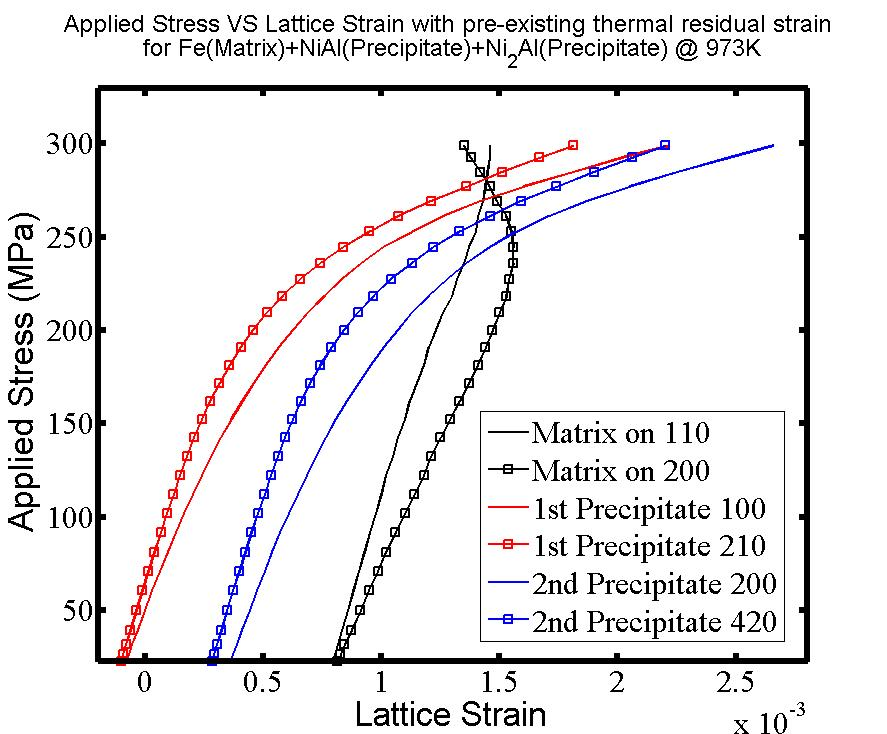 Applied Stress VS Lattice Strain with pre-existing thermal residual strain
for Fe(Matrix)+NiAl(Precipitate)+Ni₂Al(Precipitate) @ 973K
300
250
200
150
100
50
Applied Stress (MPa)
Matrix on 110
Matrix on 200
1st Precipitate 100
1st Precipitate 210
2nd Precipitate 200
2nd Precipitate 420
0 0.5 1 1.5 2 2.5
Lattice Strain
x 10⁻³